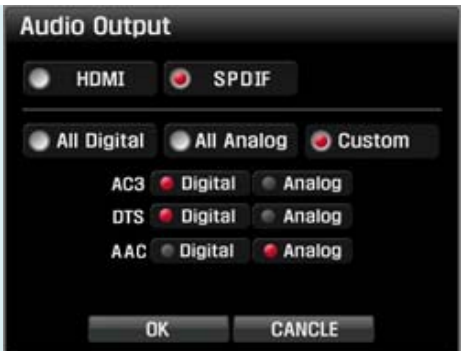 Audio Output
HDMI SPDIF
All Digital All Analog Custom
AC3 Digital Analog
DTS Digital Analog
AAC Digital Analog
OK CANCLE